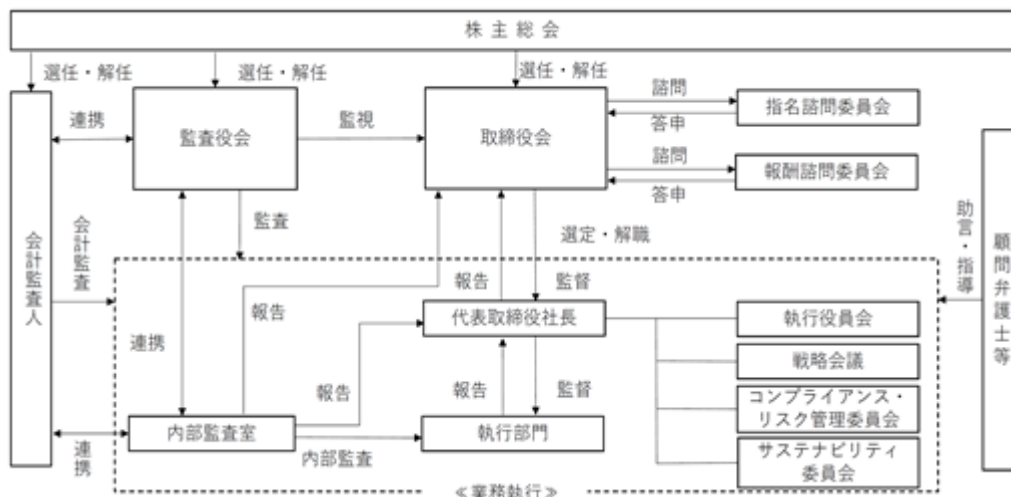 株主総会
選任・解任
選任・解任
選任・解任
連携
監査役会
監視
取締役会
諮問
答申
指名諮問委員会
諮問
答申
報酬諮問委員会
会計監査人
会計監査
監査
選定・解職
助言・指導
顧問弁護士等
報告
報告
監督
連携
代表取締役社長
執行役員会
戦略会議
報告
報告
監督
コンプライアンス・
リスク管理委員会
連携
内部監査室
内部監査
執行部門
サステナビリティ
委員会
≪業務執行≫